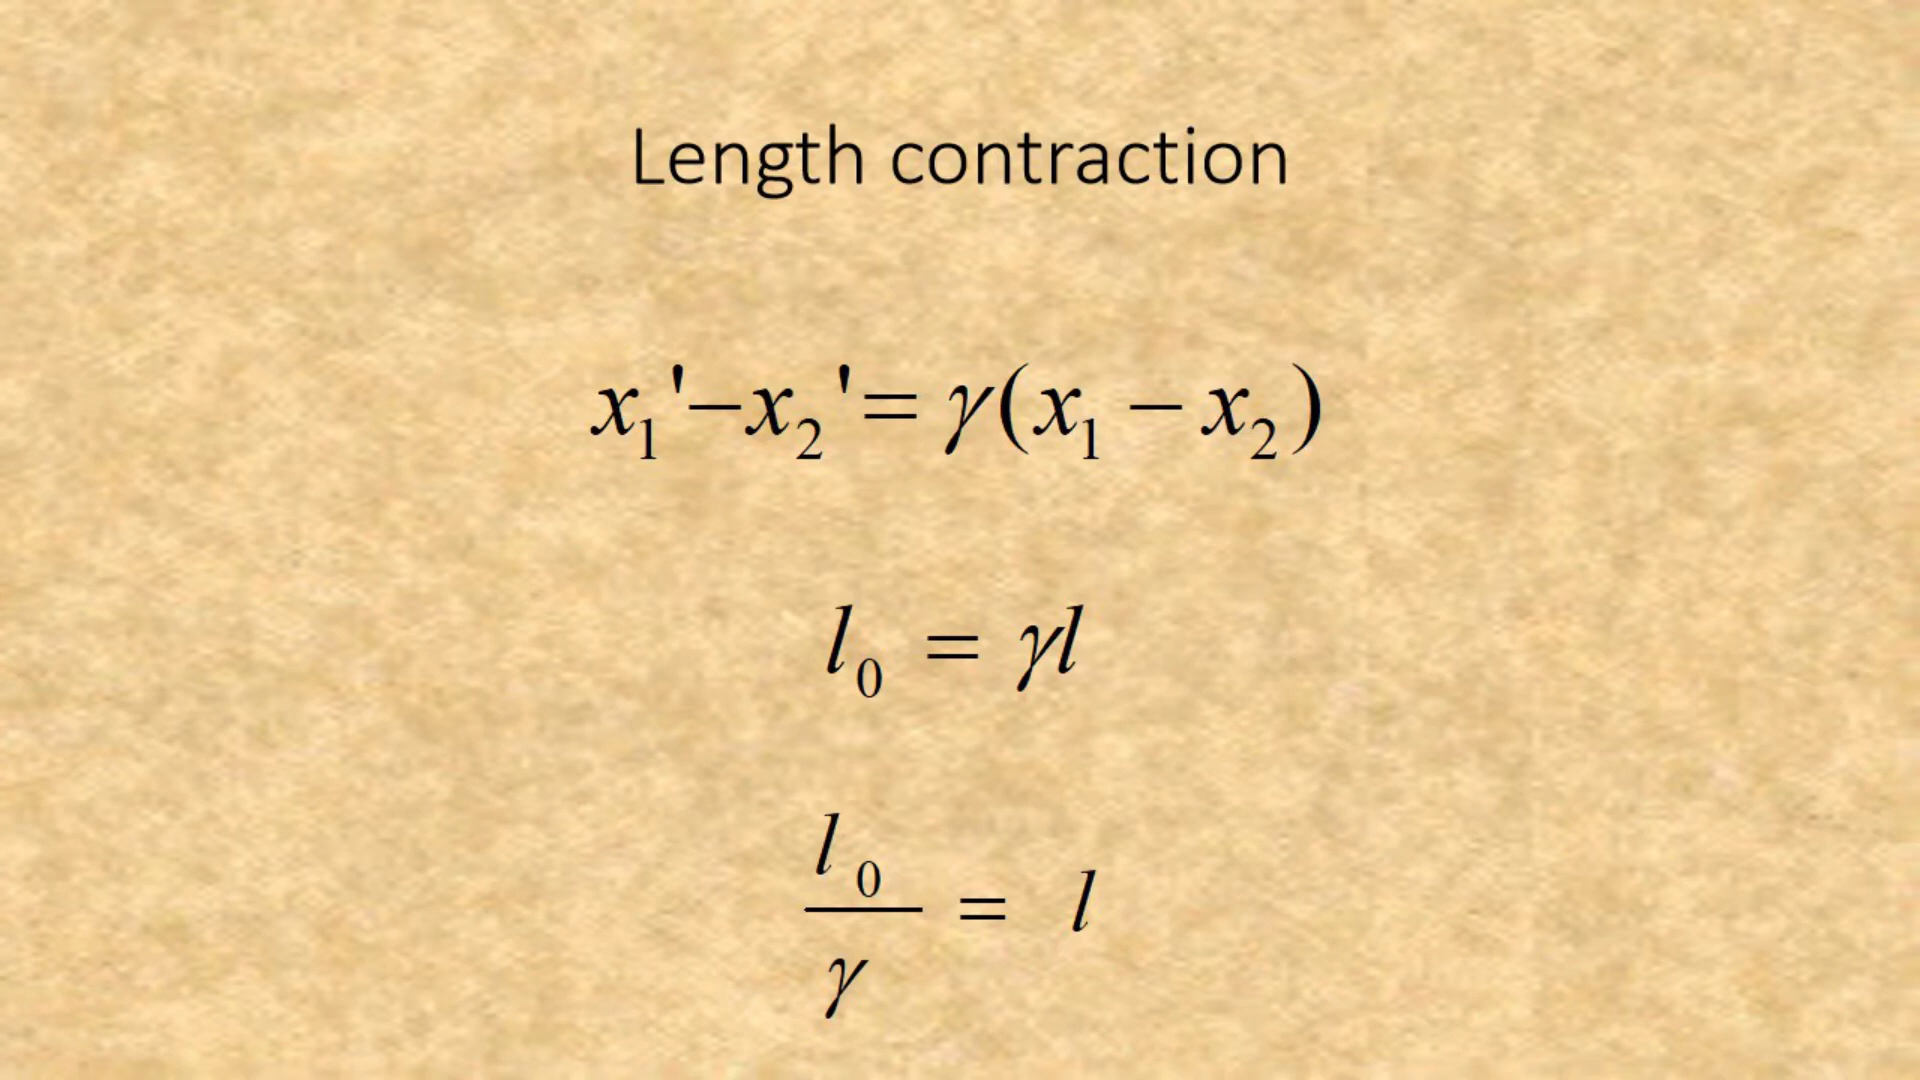 Length contraction
x₁'−x₂'= γ(x₁ − x₂)
l₀ = γl
l₀/γ = l